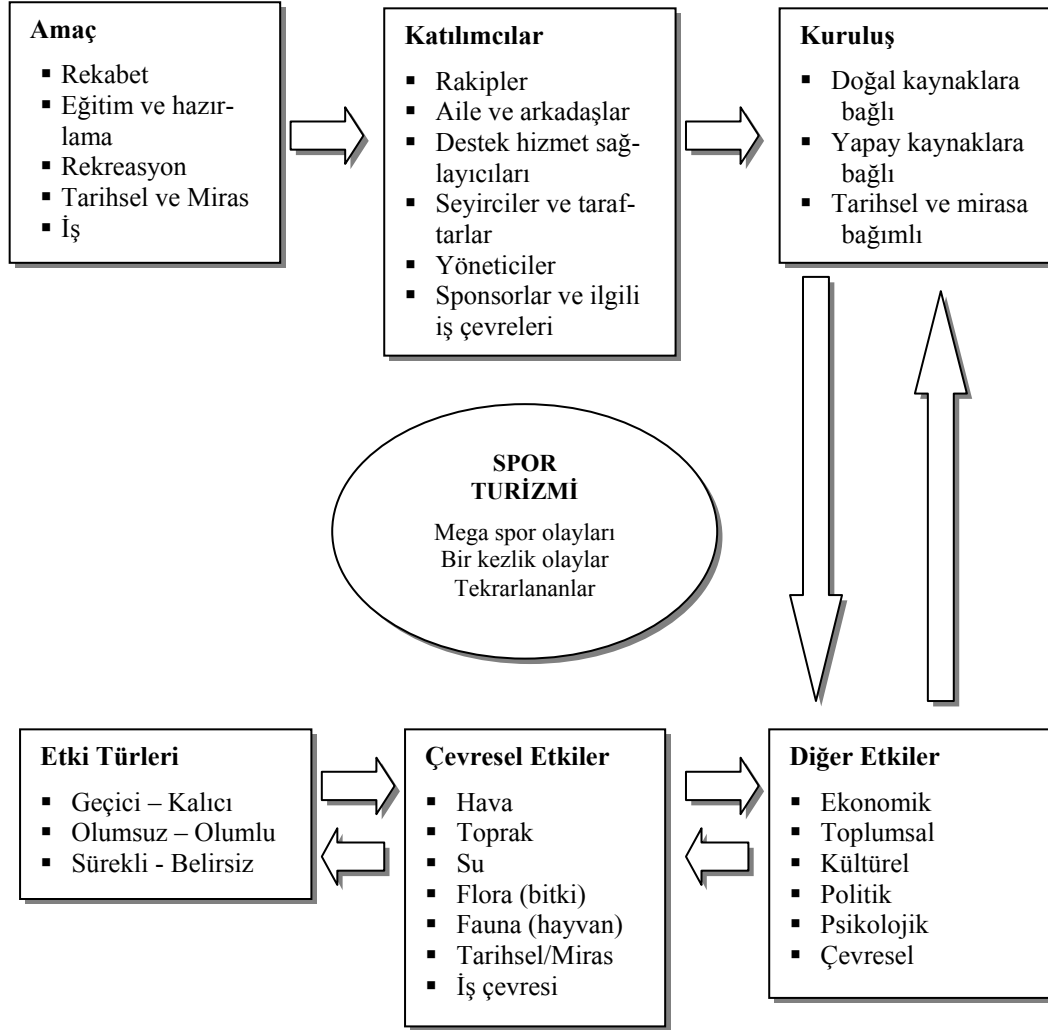 Amaç
▪ Rekabet
▪ Eğitim ve hazır-
lama
▪ Rekreasyon
▪ Tarihsel ve Miras
▪ İş
Katılımcılar
▪ Rakipler
▪ Aile ve arkadaşlar
▪ Destek hizmet sağ-
layıcıları
▪ Seyirciler ve taraf-
tarlar
▪ Yöneticiler
▪ Sponsorlar ve ilgili
iş çevreleri
Kuruluş
▪ Doğal kaynaklara
bağlı
▪ Yapay kaynaklara
bağlı
▪ Tarihsel ve mirasa
bağımlı
SPOR
TURİZMİ
Mega spor olayları
Bir kezlik olaylar
Tekrarlananlar
Etki Türleri
▪ Geçici – Kalıcı
▪ Olumsuz – Olumlu
▪ Sürekli - Belirsiz
Çevresel Etkiler
▪ Hava
▪ Toprak
▪ Su
▪ Flora (bitki)
▪ Fauna (hayvan)
▪ Tarihsel/Miras
▪ İş çevresi
Diğer Etkiler
▪ Ekonomik
▪ Toplumsal
▪ Kültürel
▪ Politik
▪ Psikolojik
▪ Çevresel